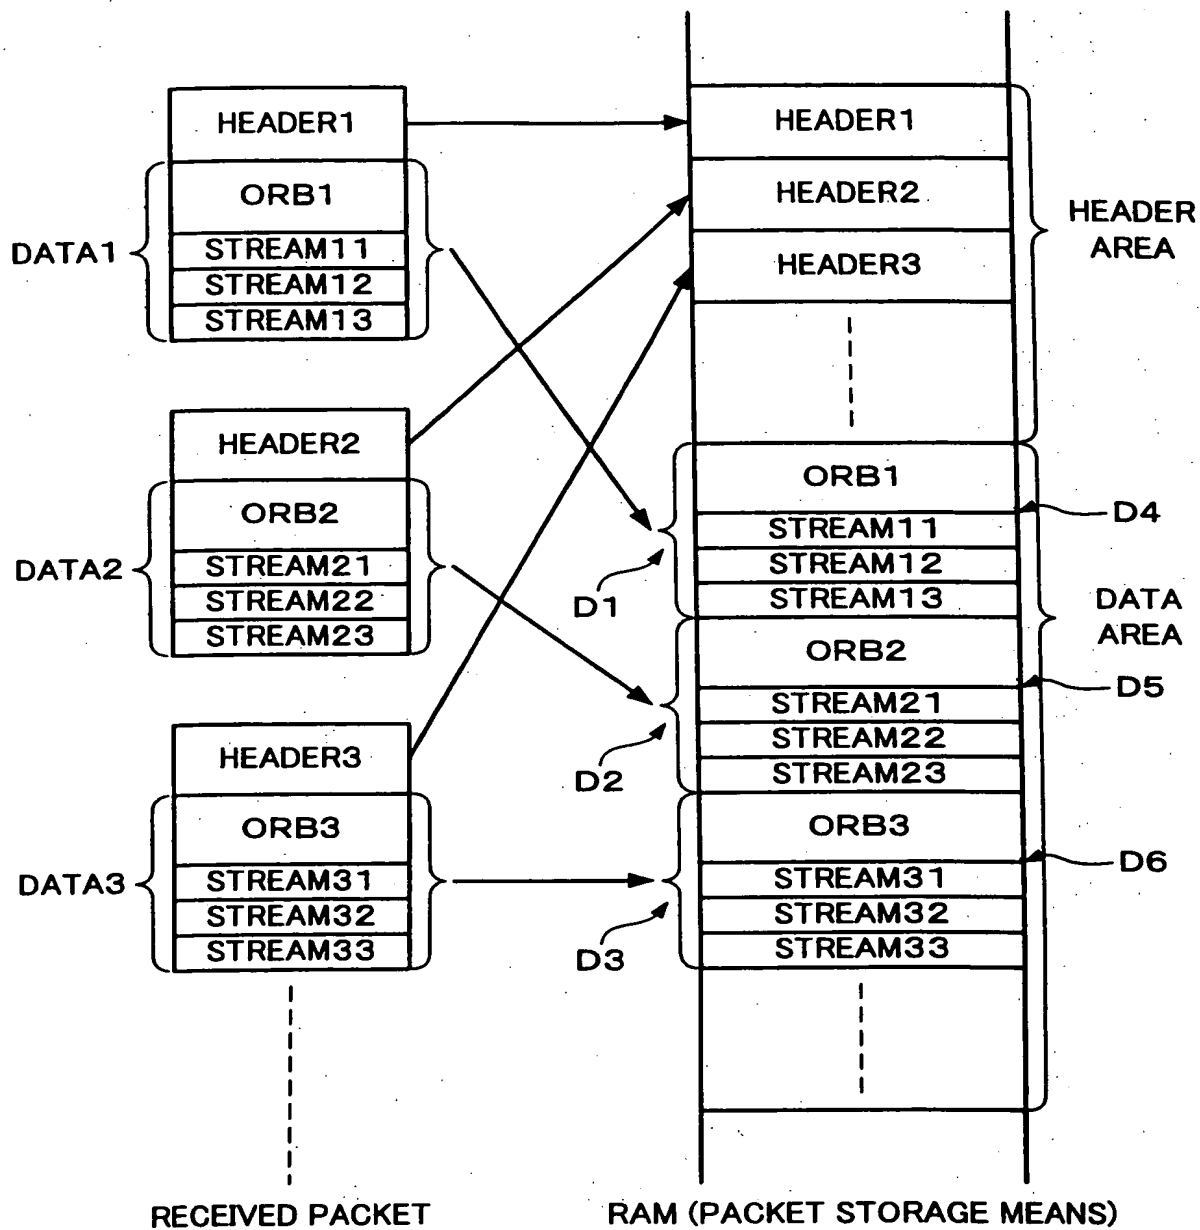 HEADER1
ORB1
DATA1
STREAM11
STREAM12
STREAM13
HEADER2
ORB2
DATA2
STREAM21
STREAM22
STREAM23
HEADER3
ORB3
DATA3
STREAM31
STREAM32
STREAM33
RECEIVED PACKET
HEADER1
HEADER2
HEADER3
HEADER
AREA
ORB1
D4
STREAM11
STREAM12
STREAM13
D1
DATA
AREA
ORB2
D5
STREAM21
STREAM22
STREAM23
D2
ORB3
D6
STREAM31
STREAM32
STREAM33
D3
RAM (PACKET STORAGE MEANS)